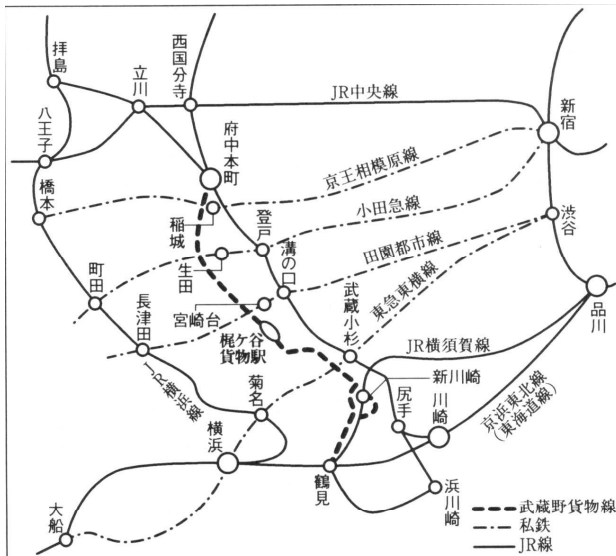 拝島
立川
西国分寺
JR中央線
新宿
八王子
府中本町
橋本
京王相模原線
小田急線
稲城
登戸
渋谷
生田
溝の口
田園都市線
町田
宮崎台
武蔵小杉
東急東横線
長津田
梶ケ谷
貨物駅
品川
JR横須賀線
JR横浜線
菊名
新川崎
尻手
川崎
京浜東北線
(東海道線)
横浜
鶴見
浜川崎
大船
武蔵野貨物線
私鉄
JR線